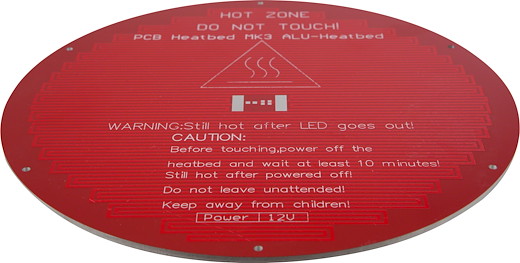 HOT ZONE
DO NOT TOUCH!
PCB Heatbed MK3 ALU-Heatbed
WARNING:Still hot after LED goes out!
CAUTION:
Before touching,power off the
heatbed and wait at least 10 minutes!
Still hot after powered off!
Do not leave unattended!
Keep away from children!
Power 12V